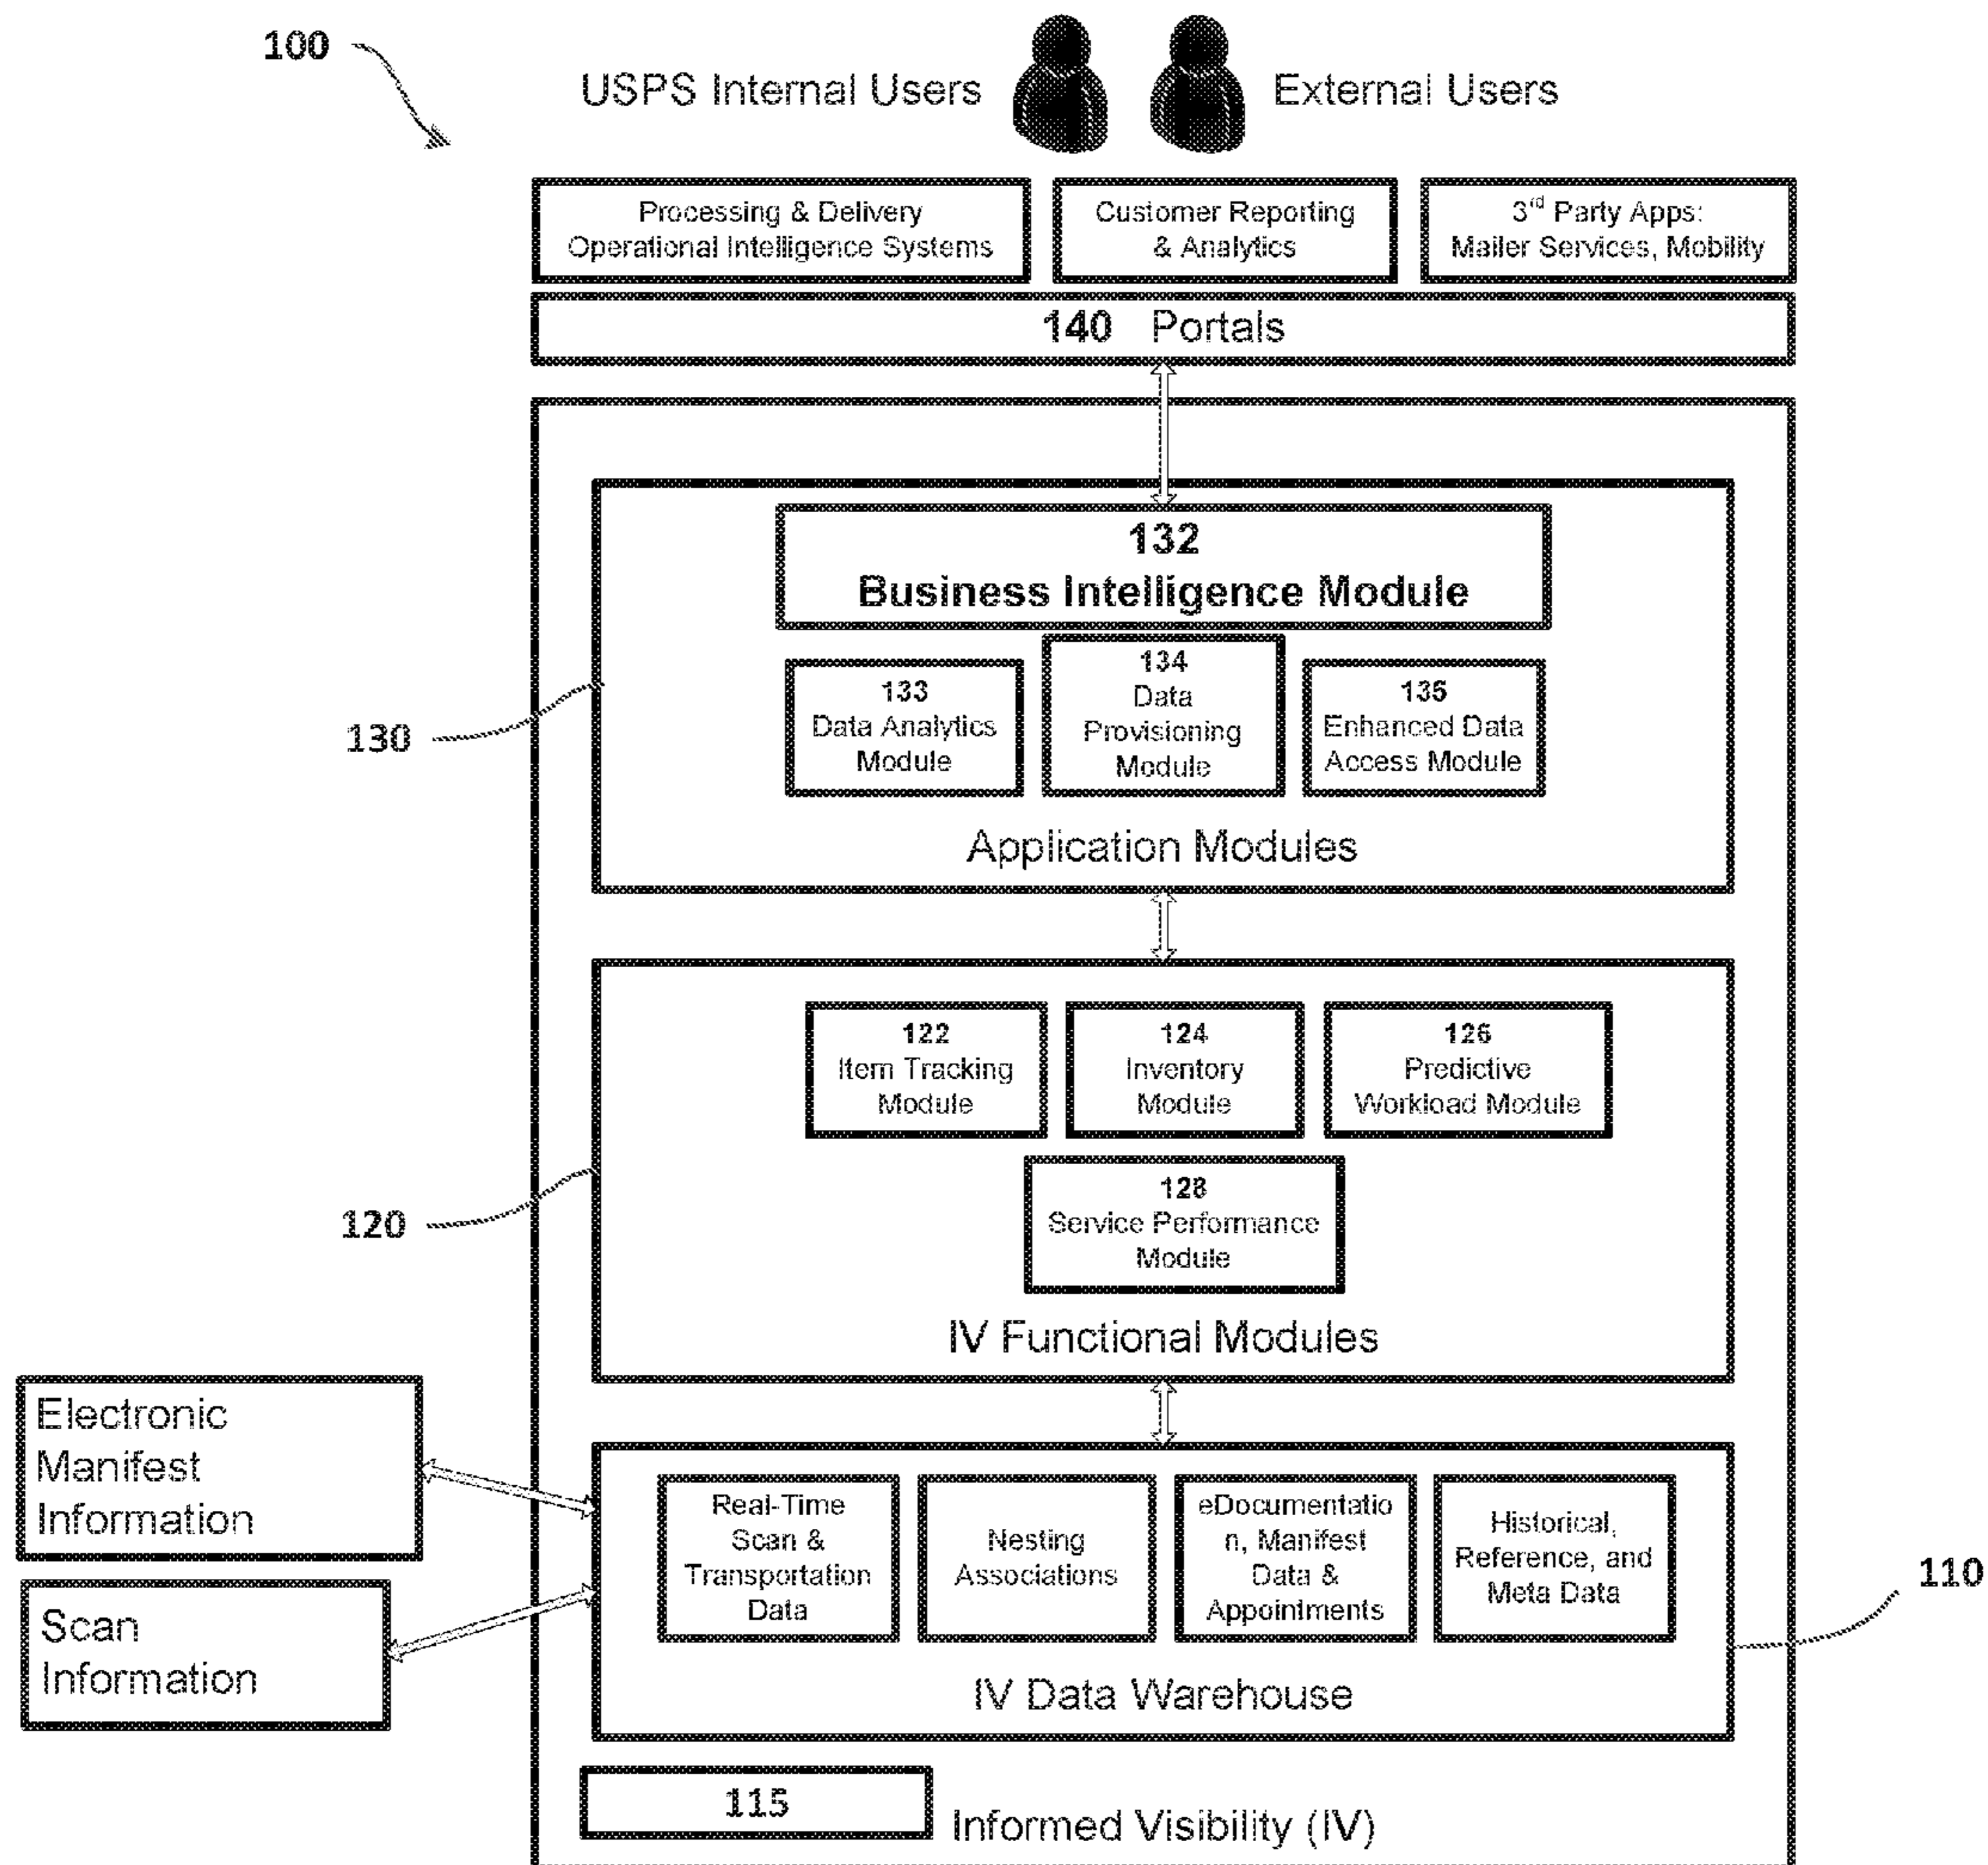 100
USPS Internal Users
External Users
Processing & Delivery
Operational Intelligence Systems
Customer Reporting
& Analytics
3rd Party Apps:
Mailer Services, Mobility
140 Portals
132
Business Intelligence Module
133
Data Analytics
Module
134
Data
Provisioning
Module
135
Enhanced Data
Access Module
130
Application Modules
122
Item Tracking
Module
124
Inventory
Module
126
Predictive
Workload Module
128
Service Performance
Module
120
IV Functional Modules
Electronic
Manifest
Information
Scan
Information
Real-Time
Scan &
Transportation
Data
Nesting
Associations
eDocumentatio
n, Manifest
Data &
Appointments
Historical,
Reference, and
Meta Data
110
IV Data Warehouse
115
Informed Visibility (IV)